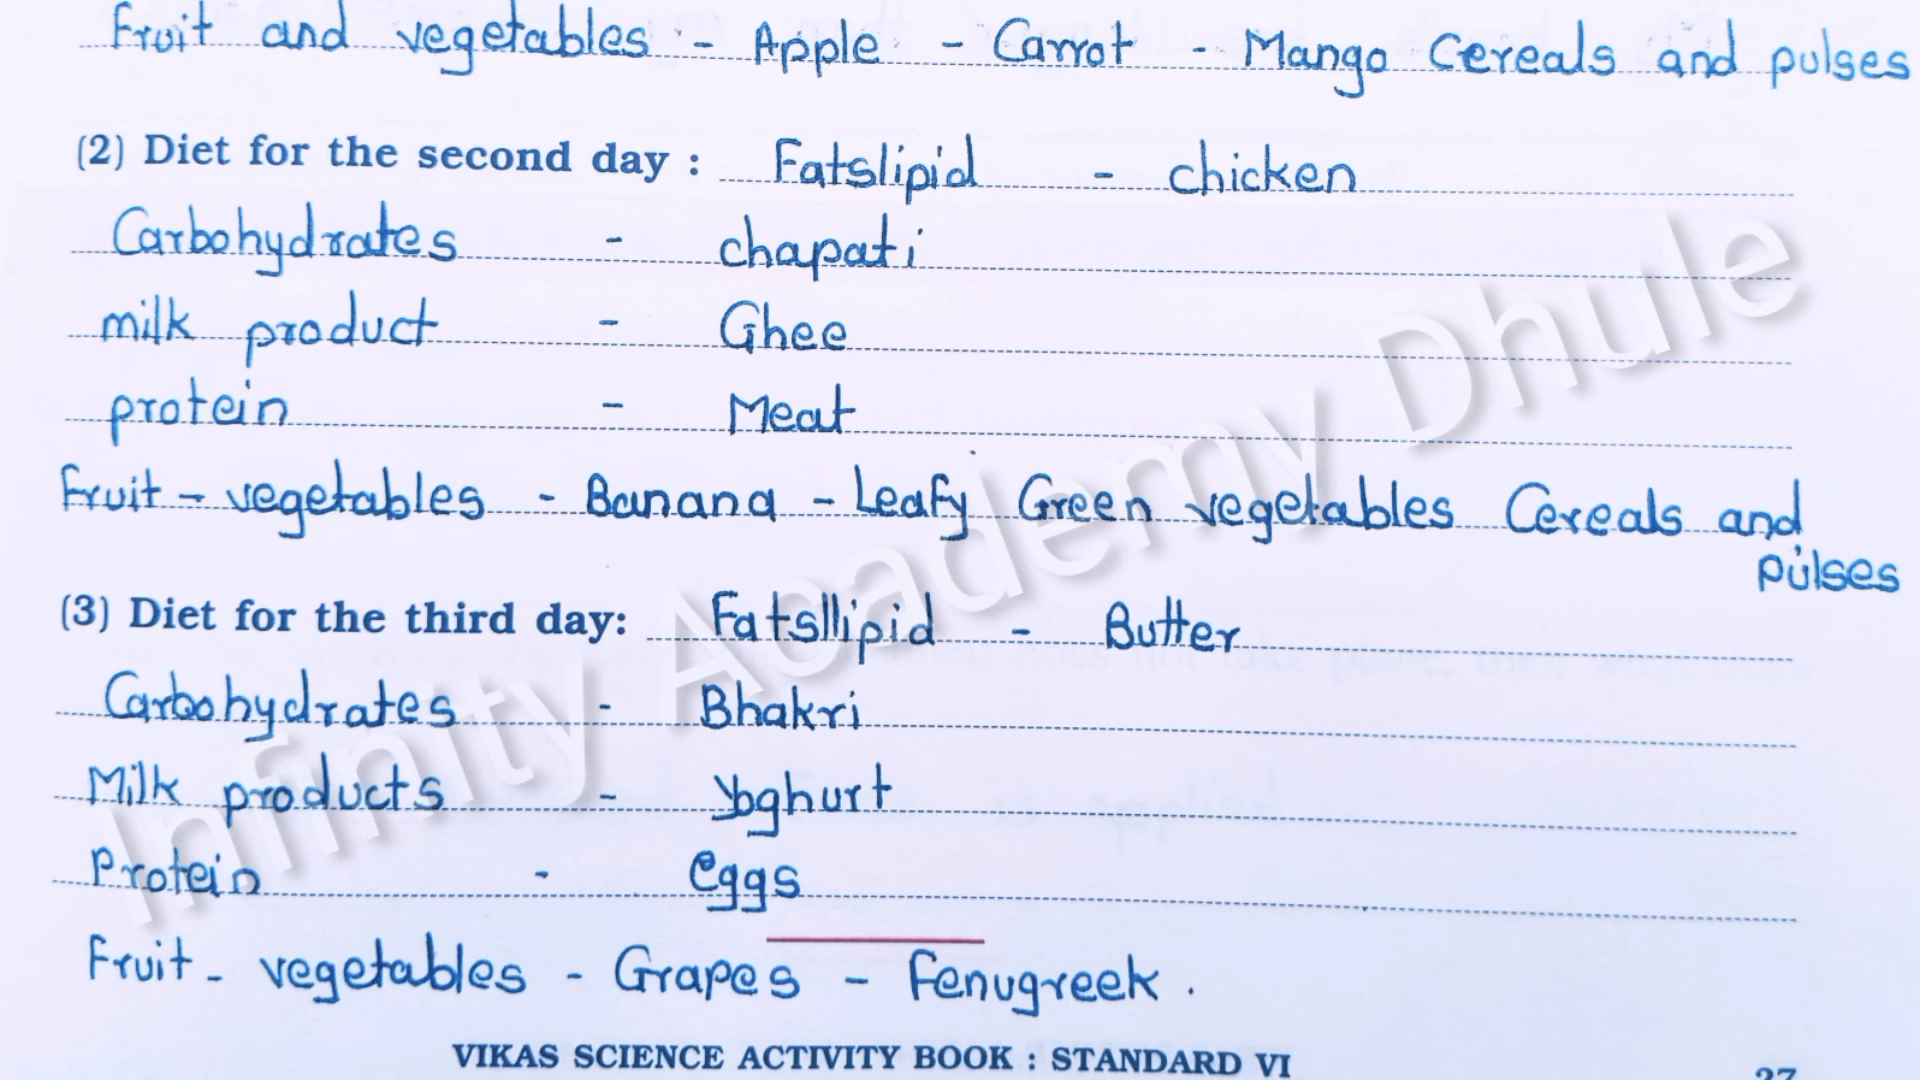 Fruit and vegetables - Apple - Carrot - Mango Cereals and pulses
(2) Diet for the second day : Fatslipid - chicken
Carbohydrates - chapati
milk product - Ghee
protein - Meat
Fruit - vegetables - Banana - Leafy Green vegetables Cereals and
pulses
(3) Diet for the third day: Fatsllipid - Butter
Carbohydrates - Bhakri
Milk products - Yoghurt
Protein - eggs
Fruit - vegetables - Grapes - Fenugreek .
VIKAS SCIENCE ACTIVITY BOOK : STANDARD VI
27
Infinity Academy Dhule